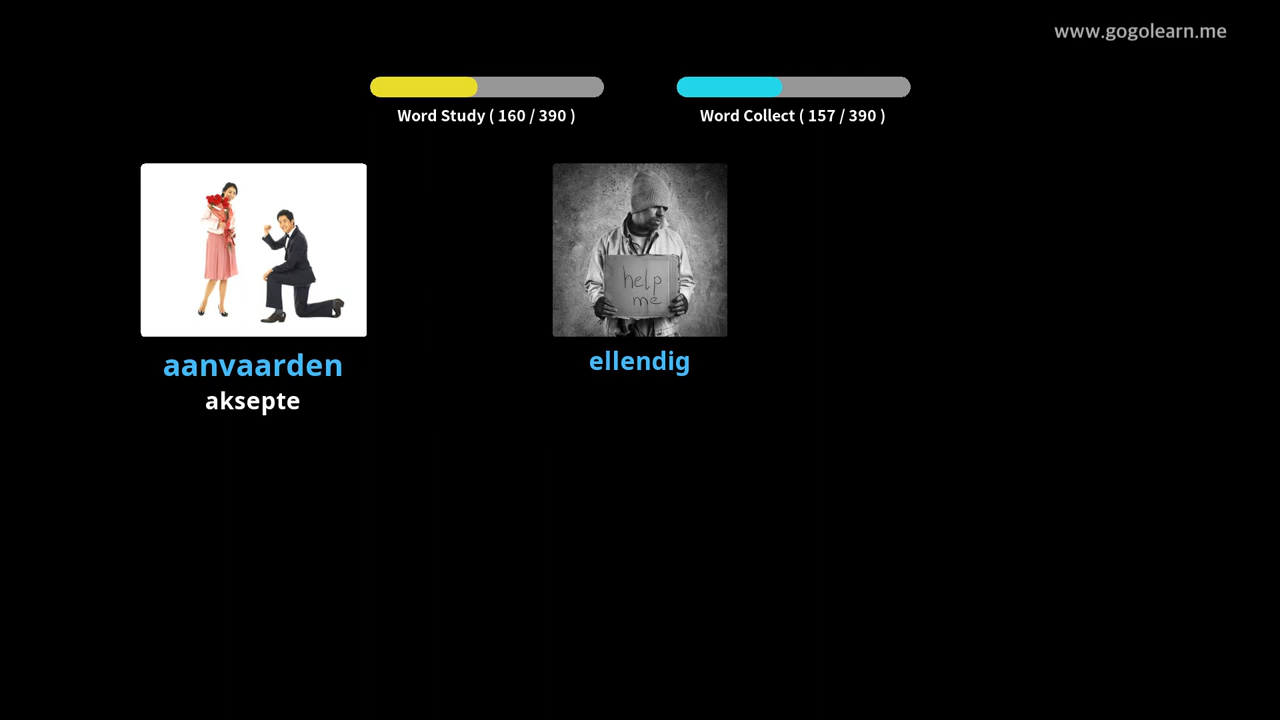 www.gogolearn.me
Word Study ( 160 / 390 )
Word Collect ( 157 / 390 )
help
me
aanvaarden
aksepte
ellendig